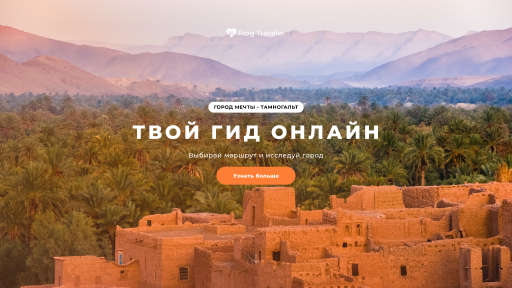 Frog Traveler
ГОРОД МЕЧТЫ - ТАМНОГАЛЬТ
ТВОЙ ГИД ОНЛАЙН
Выбирай маршрут и исследуй город
Узнать больше